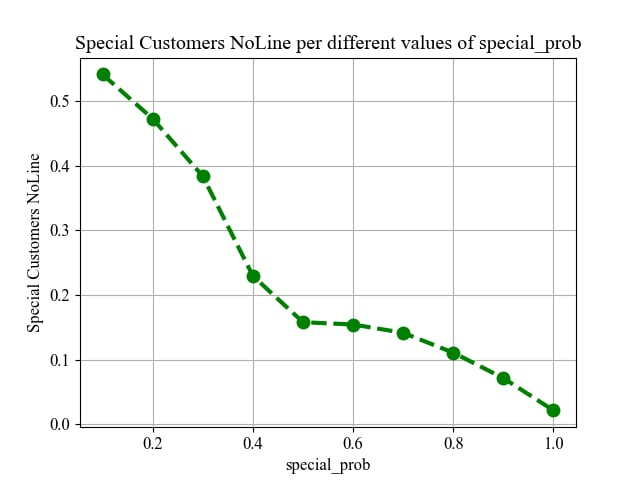 Special Customers NoLine per different values of special_prob
Special Customers NoLine
0.5
0.4
0.3
0.2
0.1
0.0
0.2 0.4 0.6 0.8 1.0
special_prob